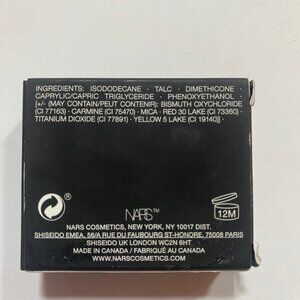 INGREDIENTS: ISODODECANE · TALC · DIMETHICONE ·
CAPRYLIC/CAPRIC TRIGLYCERIDE · PHENOXYETHANOL ·
[+/- (MAY CONTAIN/PEUT CONTENIR): BISMUTH OXYCHLORIDE
(CI 77163) · CARMINE (CI 75470) · MICA · RED 30 LAKE (CI 73360) ·
TITANIUM DIOXIDE (CI 77891) · YELLOW 5 LAKE (CI 19140)]
12M
NARS™
NARS COSMETICS, NEW YORK, NY 10017 DIST.
SHISEIDO EMEA, 56/A RUE DU FAUBOURG ST-HONORE, 75008 PARIS
SHISEIDO UK LONDON WC2N 6HT
MADE IN CANADA / FABRIQUÉ AU CANADA
WWW.NARSCOSMETICS.COM